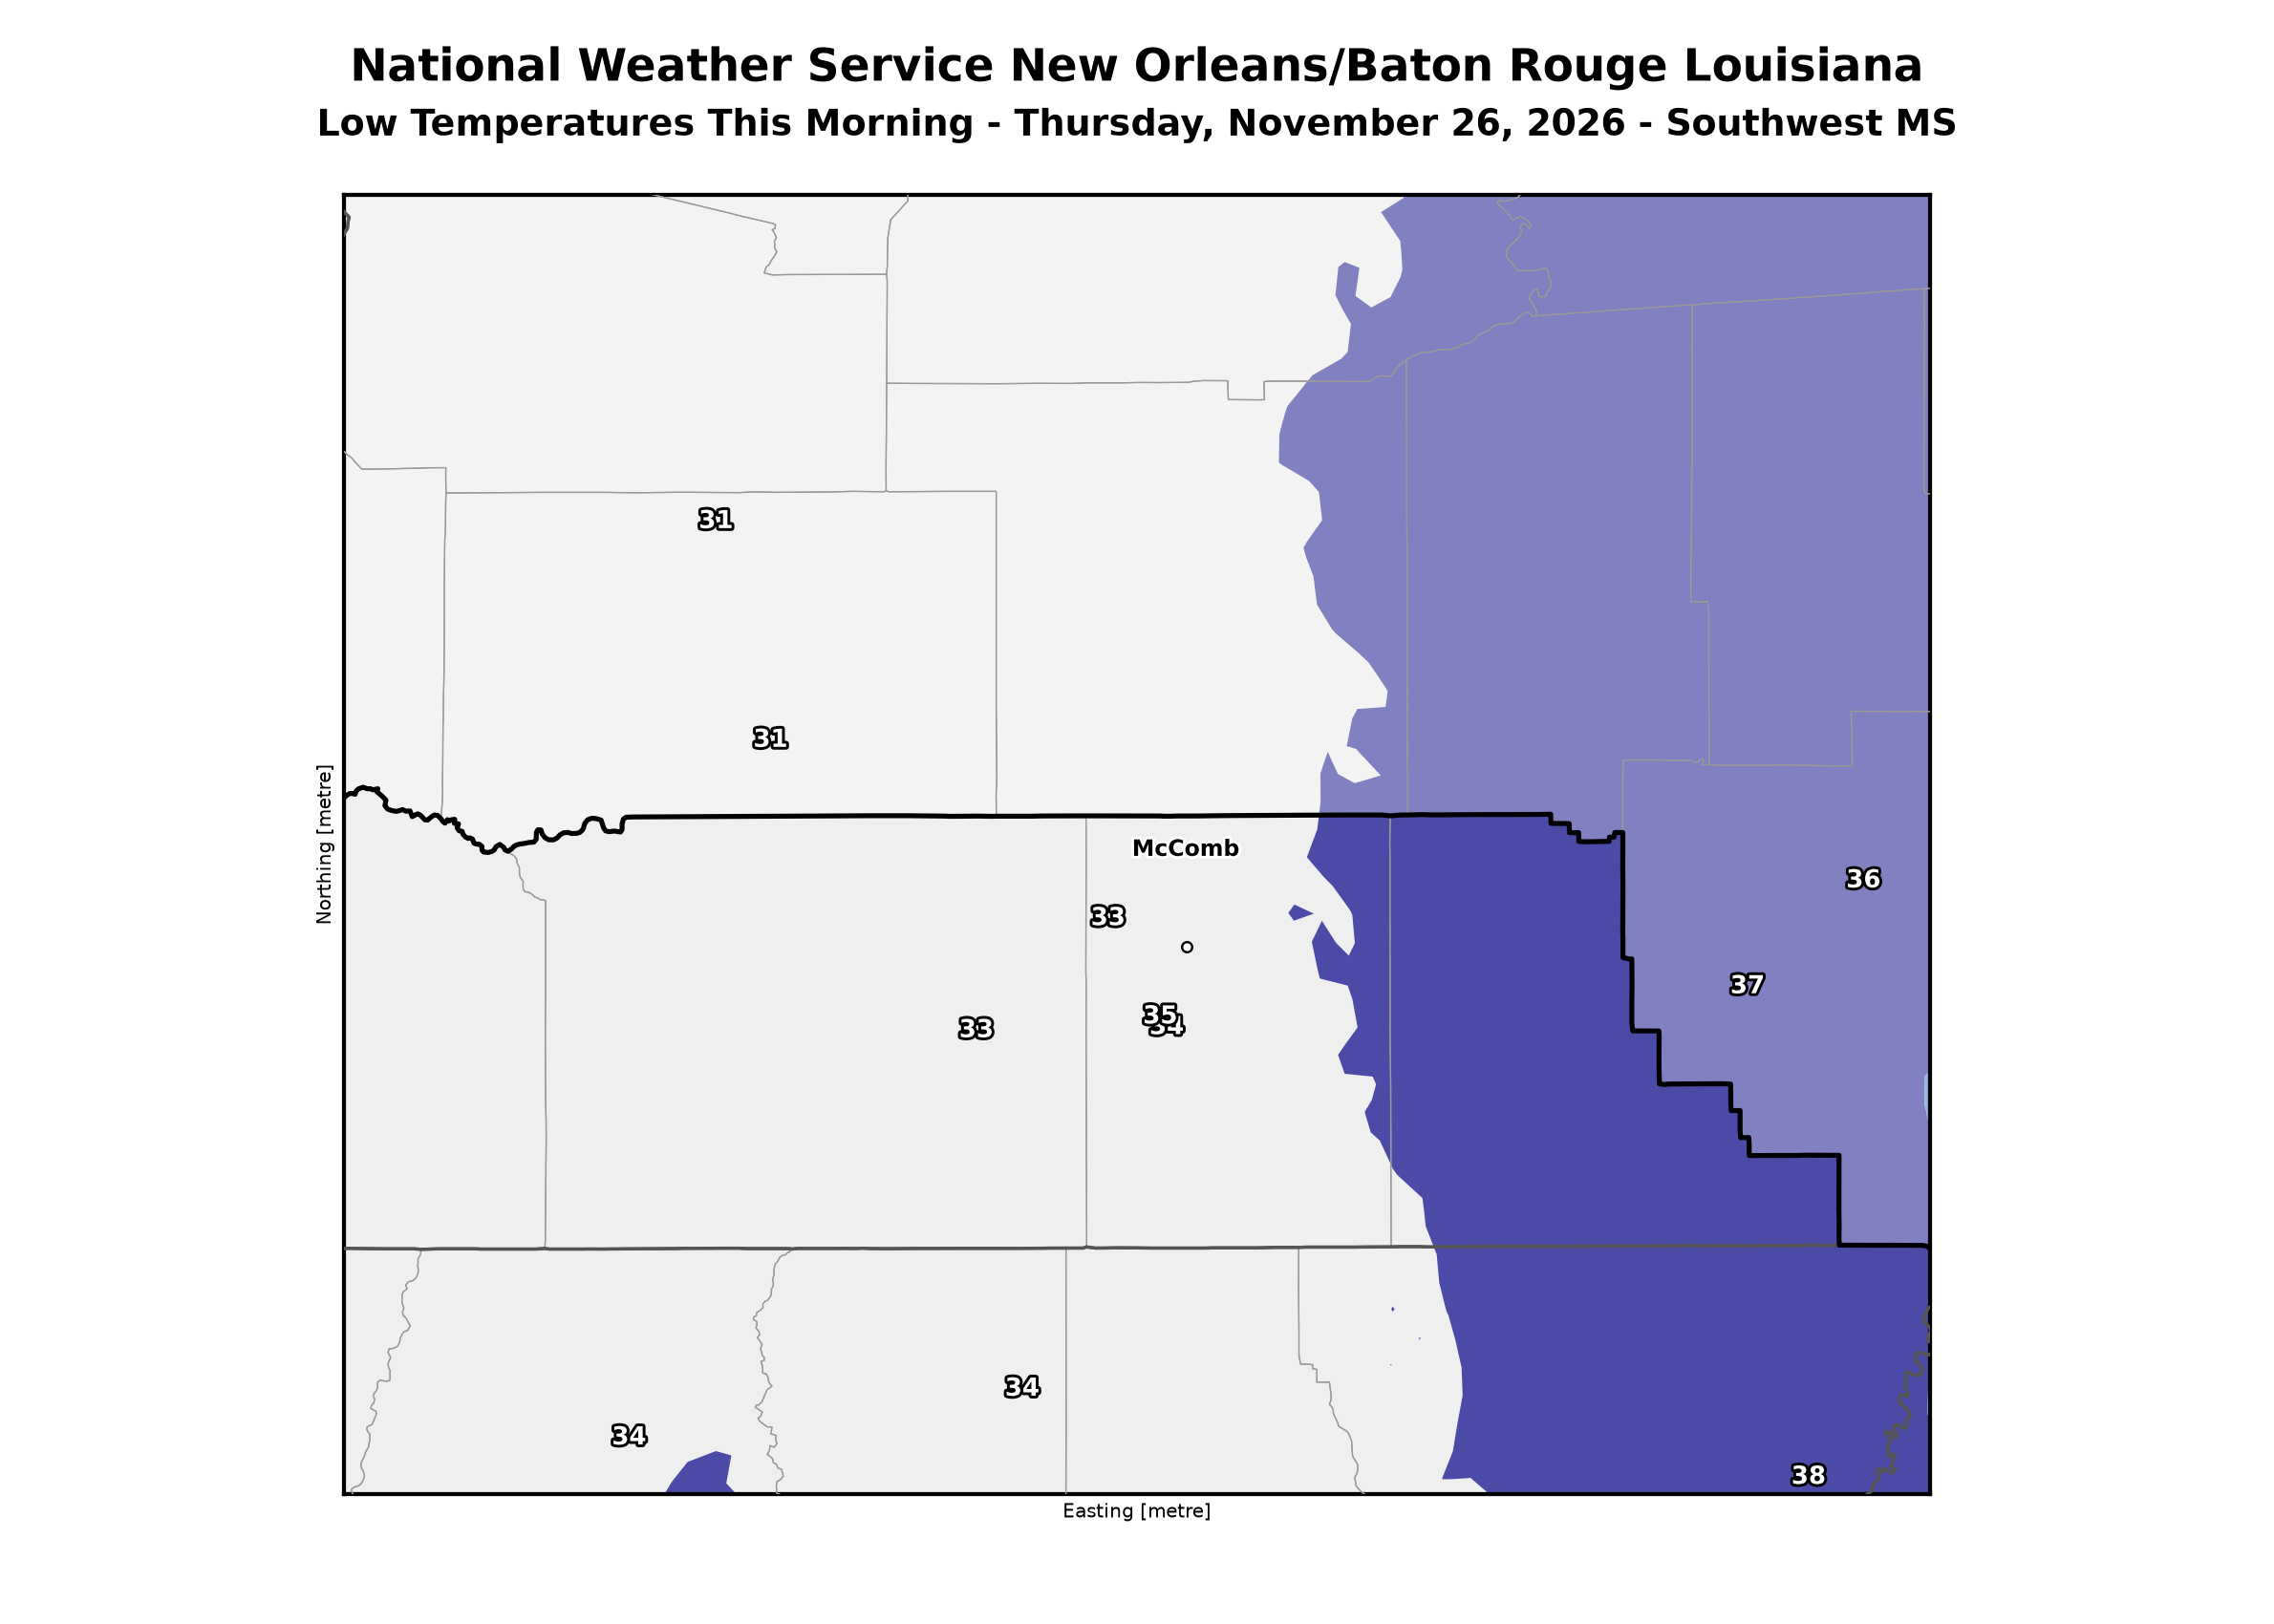 National Weather Service New Orleans/Baton Rouge Louisiana
Low Temperatures This Morning - Thursday, November 26, 2026 - Southwest MS
31
31
Northing [metre]
McComb
36
33
37
35
34
33
34
34
38
Easting [metre]